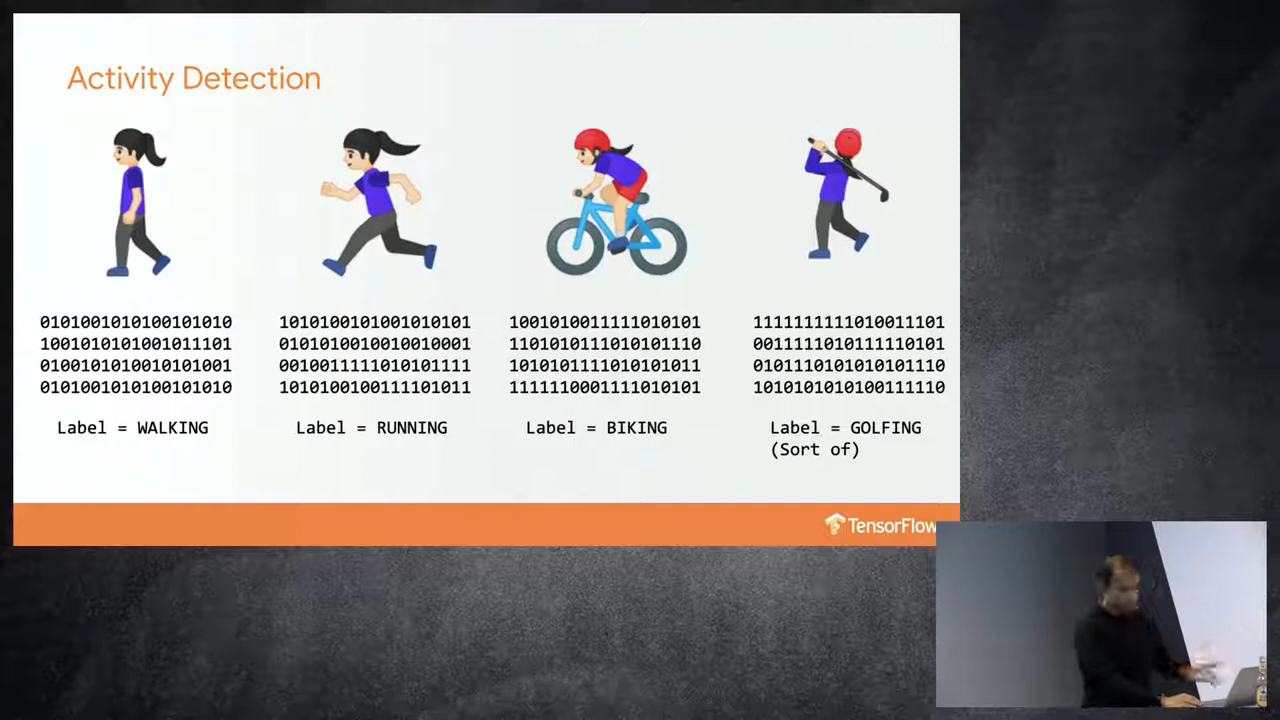 Activity Detection
0101001010100101010
1001010101001011101
0100101010010101001
0101001010100101010
Label = WALKING
1010100101001010101
0101010010010010001
0010011111010101111
1010100100111101011
Label = RUNNING
1001010011111010101
1101010111010101110
1010101111010101011
1111110001111010101
Label = BIKING
1111111111010011101
0011111010111110101
0101110101010101110
1010101010100111110
Label = GOLFING
(Sort of)
TensorFlow